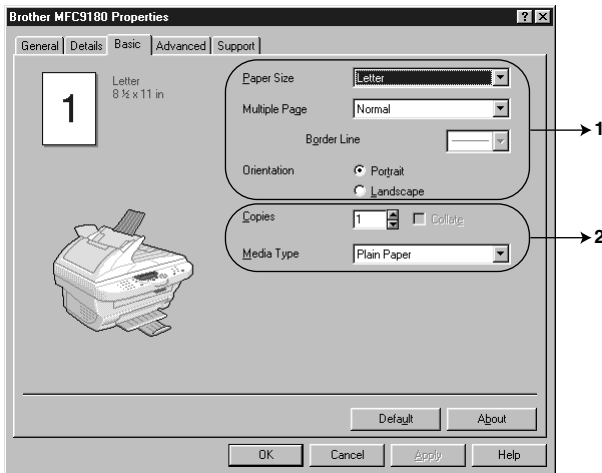 Brother MFC9180 Properties ? X
General Details Basic Advanced Support
1
Letter
8 ½ x 11 in
Paper Size Letter
Multiple Page Normal
Border Line
Orientation Portrait
Landscape
1
Copies 1 Collate
Media Type Plain Paper
2
Default About
OK Cancel Apply Help